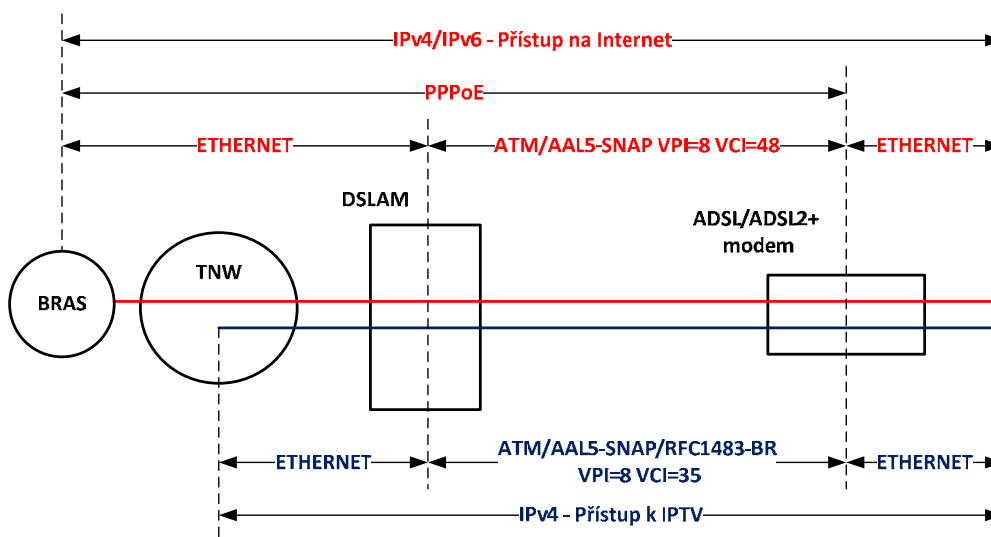 IPv4/IPv6 - Přístup na Internet
PPPoE
ETHERNET
ATM/AAL5-SNAP VPI=8 VCI=48
ETHERNET
DSLAM
ADSL/ADSL2+
modem
TNW
BRAS
ETHERNET
ATM/AAL5-SNAP/RFC1483-BR
VPI=8 VCI=35
ETHERNET
IPv4 - Přístup k IPTV